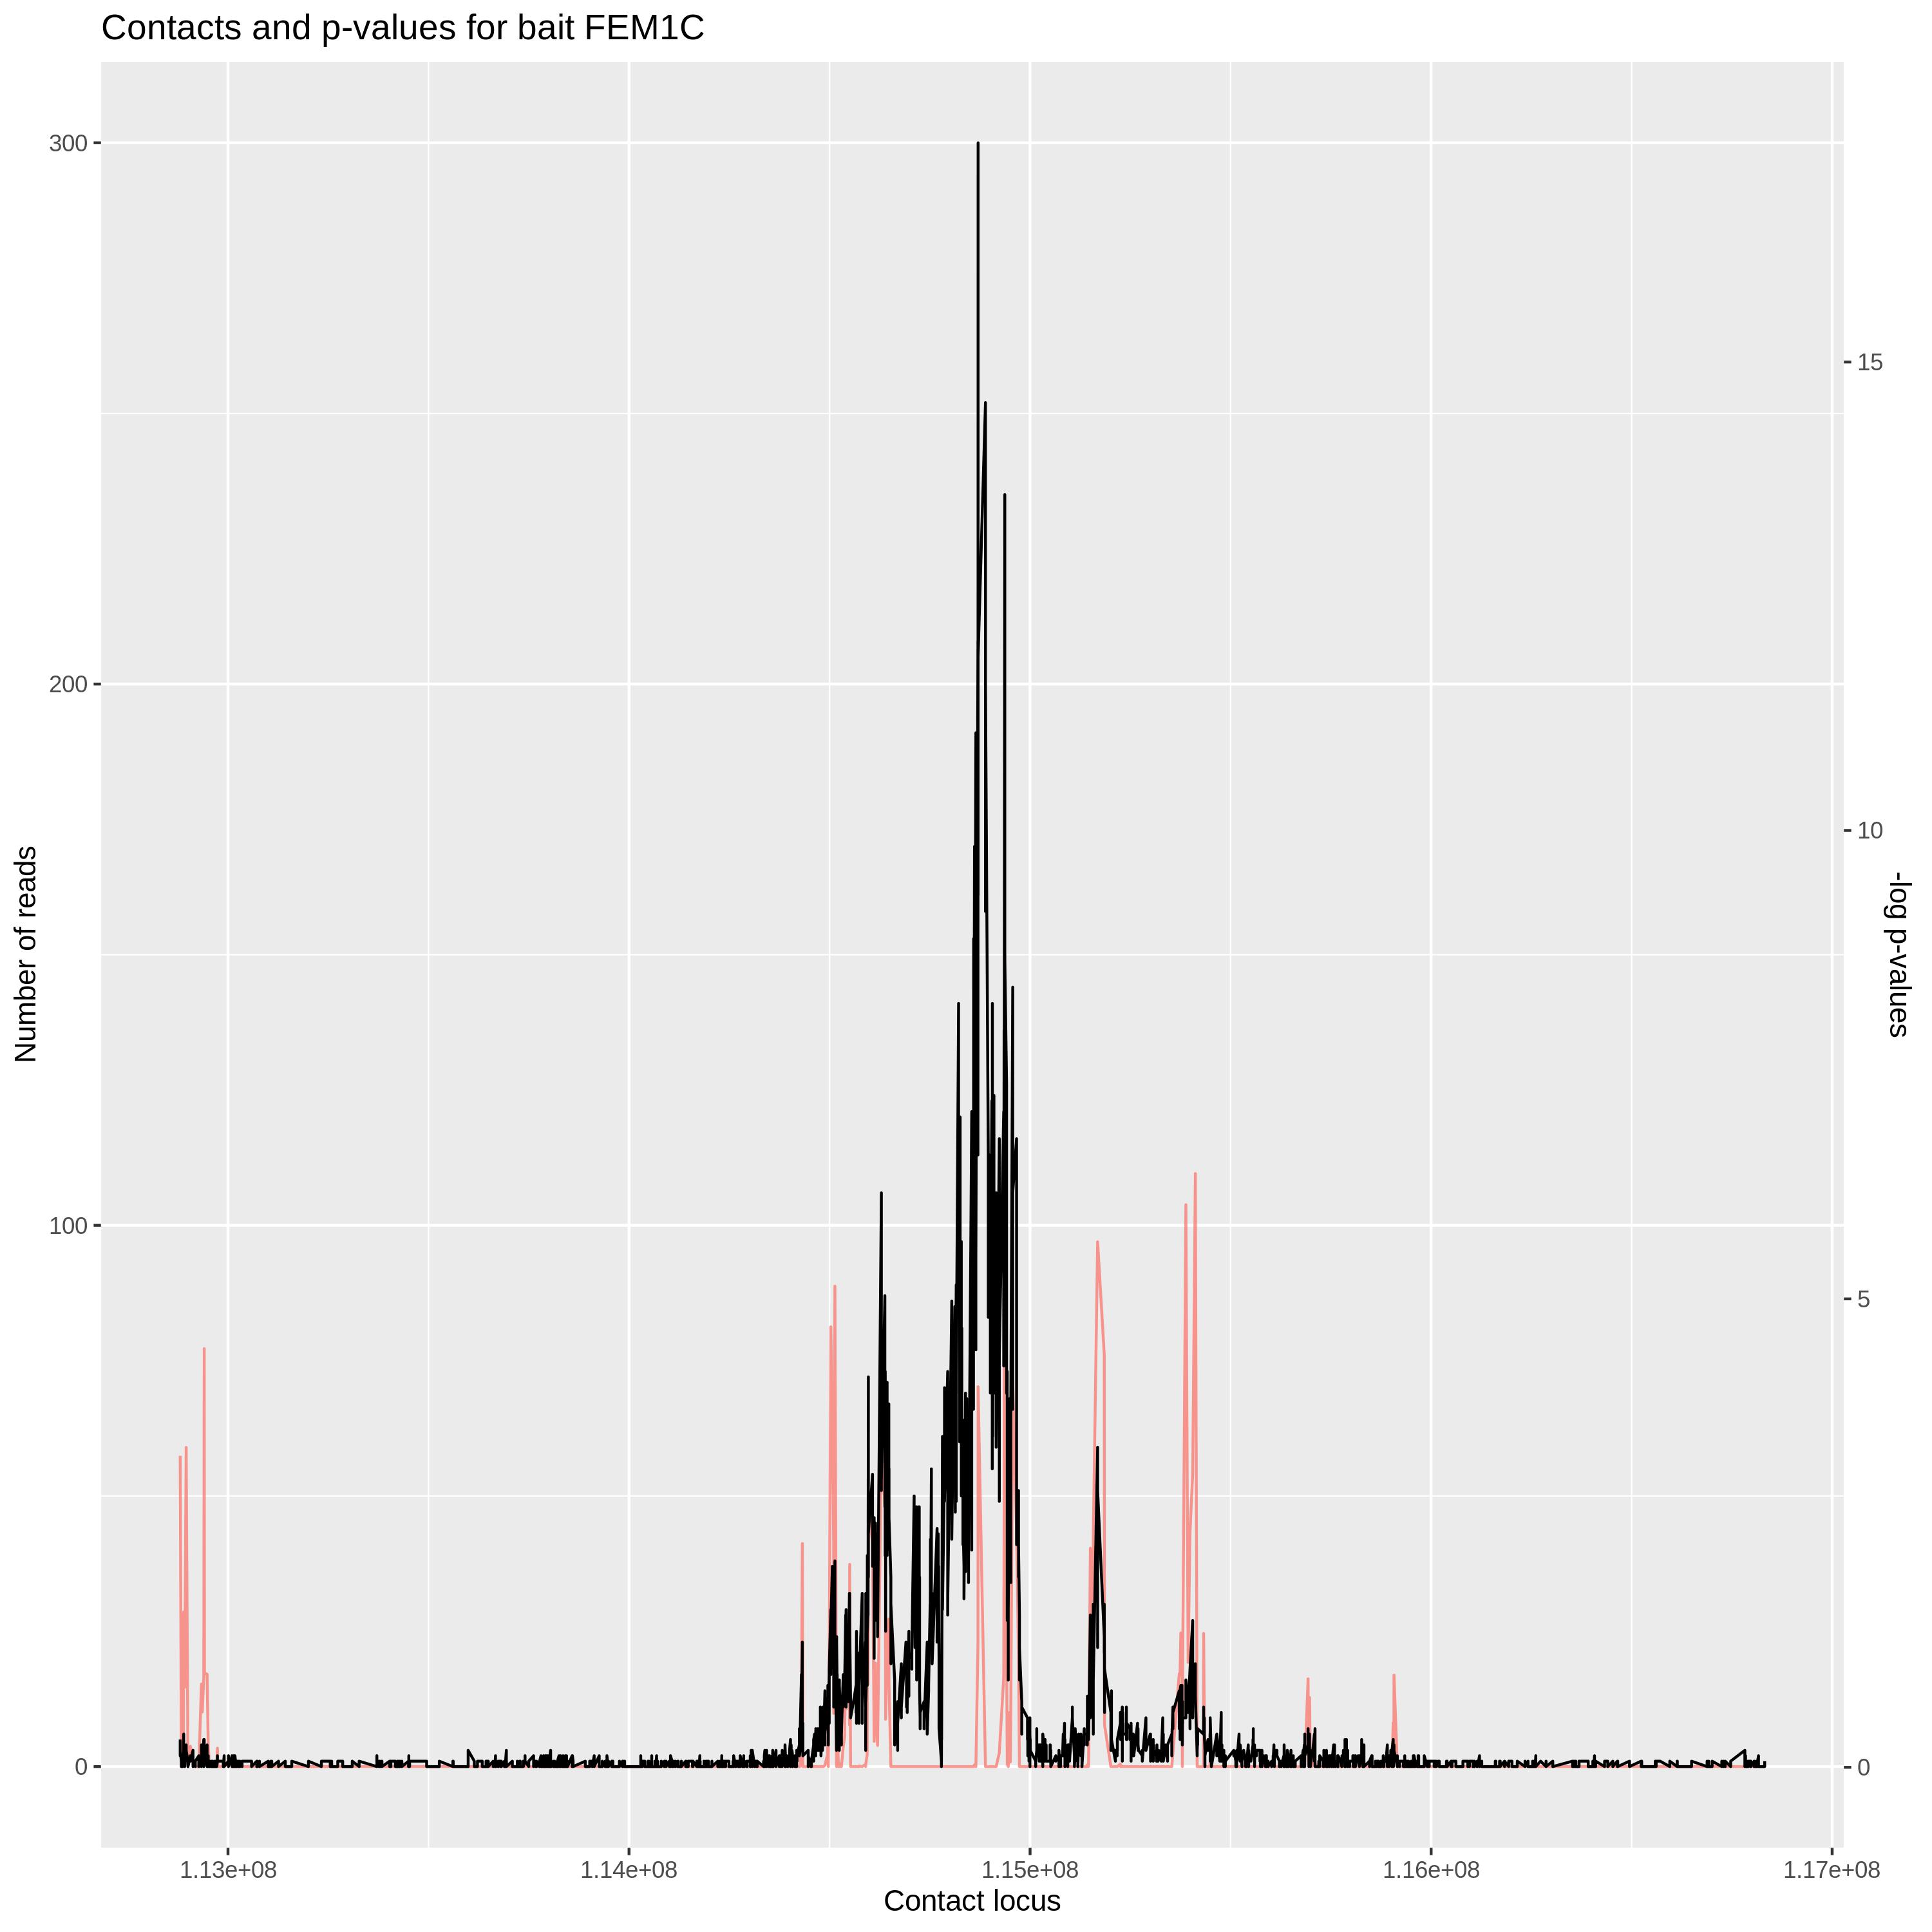 Contacts and p-values for bait FEM1C
300
200
100
0
Number of reads
15
10
5
0
-log p-values
1.13e+08
1.14e+08
1.15e+08
1.16e+08
1.17e+08
Contact locus